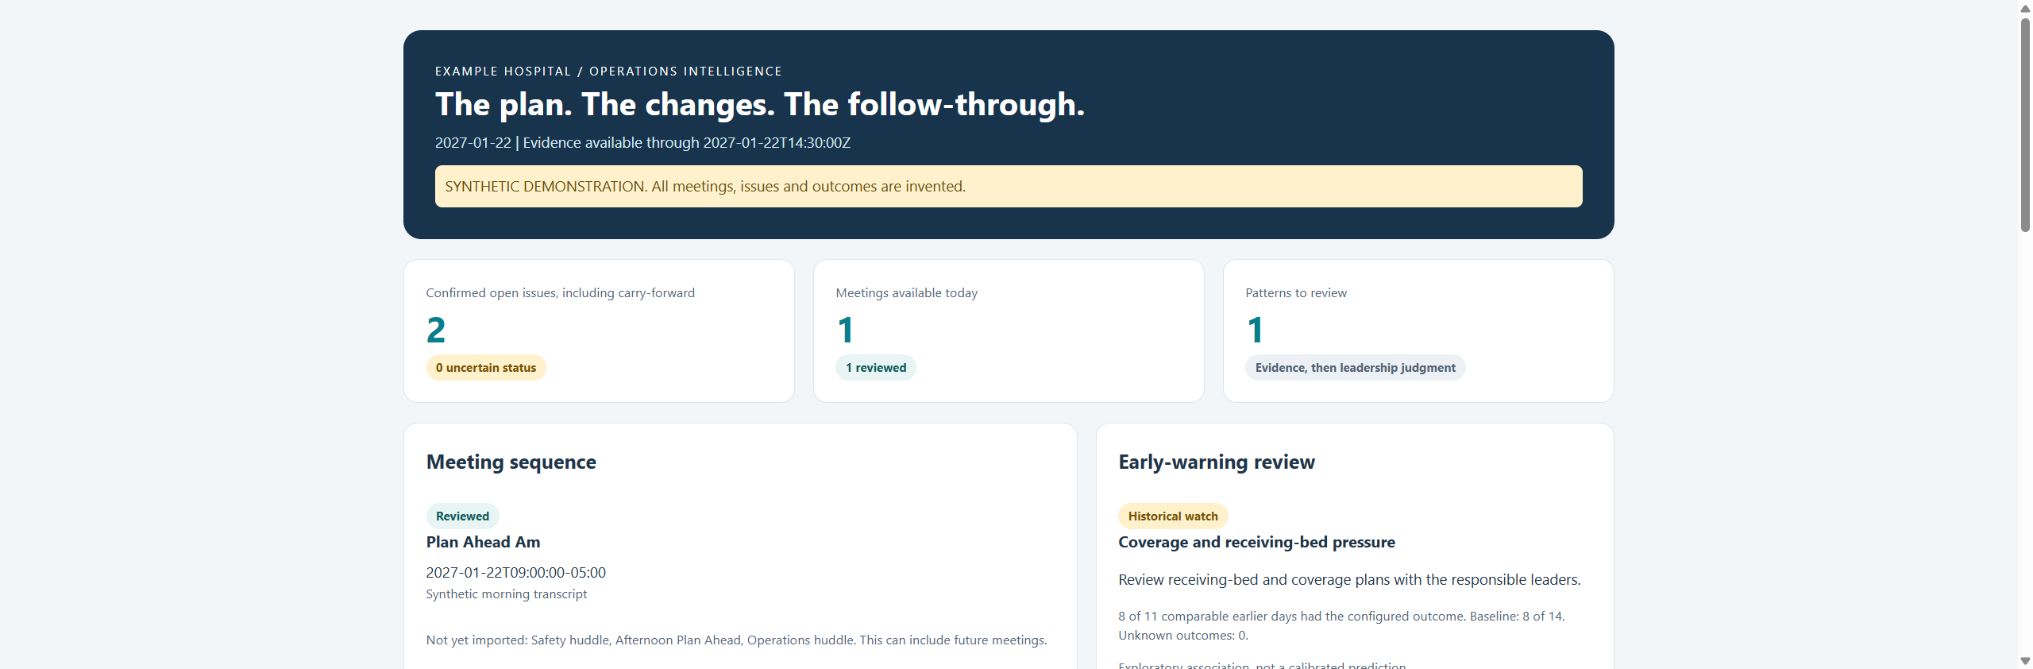 EXAMPLE HOSPITAL / OPERATIONS INTELLIGENCE
The plan. The changes. The follow-through.
2027-01-22 | Evidence available through 2027-01-22T14:30:00Z
SYNTHETIC DEMONSTRATION. All meetings, issues and outcomes are invented.
Confirmed open issues, including carry-forward
2
0 uncertain status
Meetings available today
1
1 reviewed
Patterns to review
1
Evidence, then leadership judgment
Meeting sequence
Reviewed
Plan Ahead Am
2027-01-22T09:00:00-05:00
Synthetic morning transcript
Not yet imported: Safety huddle, Afternoon Plan Ahead, Operations huddle. This can include future meetings.
Early-warning review
Historical watch
Coverage and receiving-bed pressure
Review receiving-bed and coverage plans with the responsible leaders.
8 of 11 comparable earlier days had the configured outcome. Baseline: 8 of 14.
Unknown outcomes: 0.
Exploratory association, not a calibrated prediction.